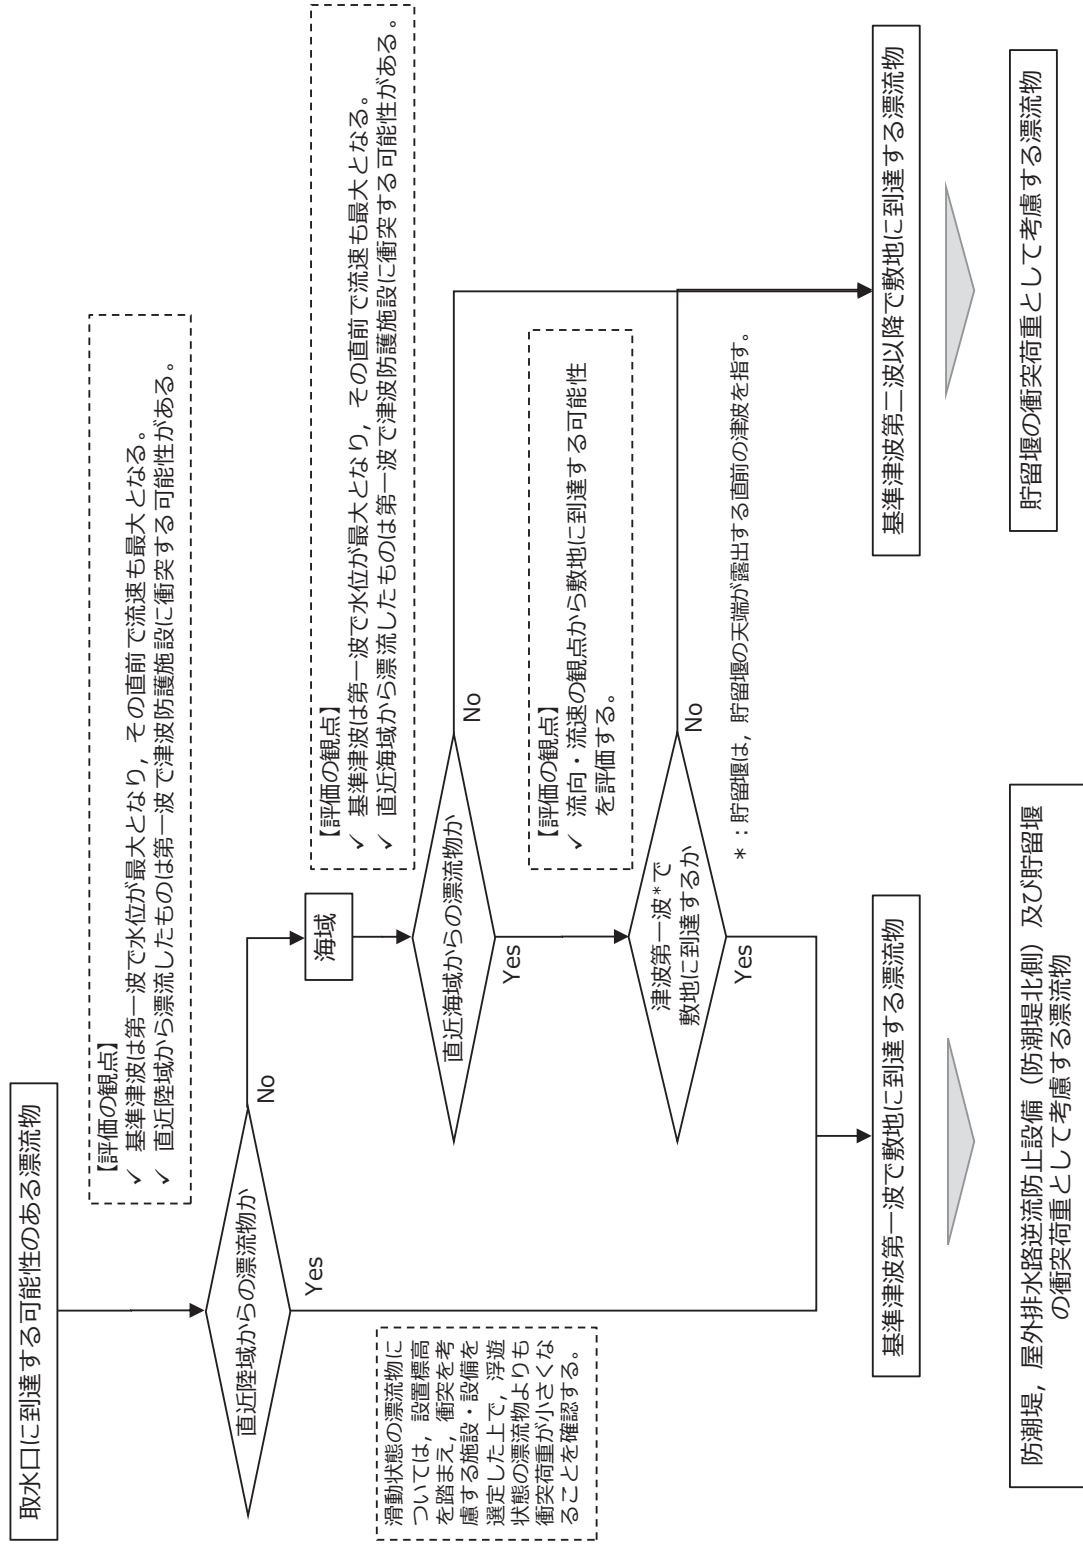 取水口に到達する可能性のある漂流物
【評価の観点】
✓ 基準津波は第一波で水位が最大となり，その直前で流速も最大となる。
✓ 直近陸域から漂流したものは第一波で津波防護施設に衝突する可能性がある。
直近陸域からの漂流物か
No
Yes
海域
【評価の観点】
✓ 基準津波は第一波で水位が最大となり，その直前で流速も最大となる。
✓ 直近海域から漂流したものは第一波で津波防護施設に衝突する可能性がある。
滑動状態の漂流物に
ついては，設置標高
を踏まえ，衝突を考
慮する施設・設備を
選定した上で，浮遊
状態の漂流物よりも
衝突荷重が小さくな
ることを確認する。
直近海域からの漂流物か
No
Yes
【評価の観点】
✓ 流向・流速の観点から敷地に到達する可能性
を評価する。
津波第一波*で
敷地に到達するか
No
Yes
*：貯留堰は，貯留堰の天端が露出する直前の津波を指す。
基準津波第一波で敷地に到達する漂流物
基準津波第二波以降で敷地に到達する漂流物
防潮堤，屋外排水路逆流防止設備（防潮堤北側）及び貯留堰
の衝突荷重として考慮する漂流物
貯留堰の衝突荷重として考慮する漂流物